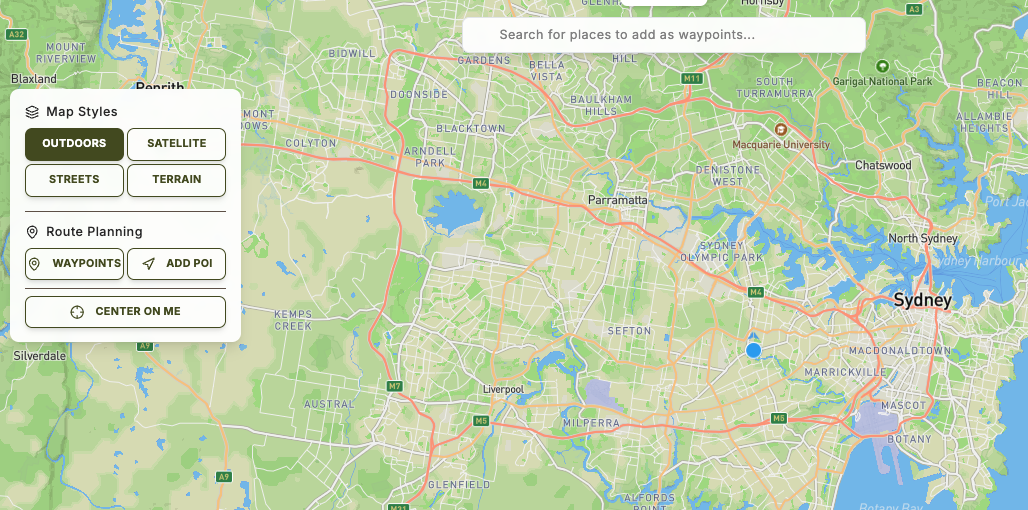 HORNSBY
A3
A32
MOUNT
RIVERVIEW
BIDWILL
Search for places to add as waypoints...
HILL
GARDENS
BELLA
VISTA
M11
SOUTH
TURRAMURRA
Garigal National Park
BEACON
HILL
Blaxland
Penrith
DOONSIDE
BAULKHAM
HILLS
ALLAMBIE
HEIGHTS
Map Styles
OUTDOORS
SATELLITE
STREETS
TERRAIN
COLYTON
BLACKTOWN
ARNDELL
PARK
Macquarie University
Chatswood
DENISTONE
WEST
M4
Parramatta
Route Planning
WAYPOINTS
ADD POI
CENTER ON ME
SYDNEY
OLYMPIC PARK
North Sydney
M4
Sydney
KEMPS
CREEK
SEFTON
Silverdale
A9
MACDONALDTOWN
MARRICKVILLE
M7
Liverpool
AUSTRAL
M5
MILPERRA
M5
MASCOT
BOTANY
A9
GLENFIELD
ALFORDS
POINT
M31
Botany Bay